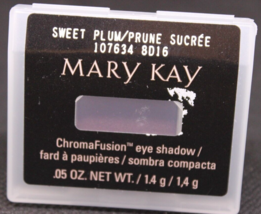 SWEET PLUM/PRUNE SUCRÉE
107634 8D16
MARY KAY
ChromaFusion™ eye shadow/
fard à paupières / sombra compacta
.05 OZ. NET WT. / 1.4 g / 1,4 g